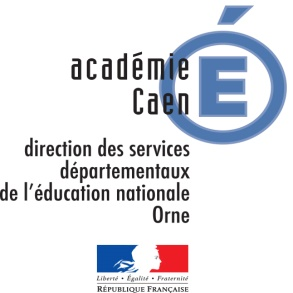 académie
Caen
É
direction des services
départementaux
de l'éducation nationale
Orne
Liberté • Égalité • Fraternité
RÉPUBLIQUE FRANÇAISE